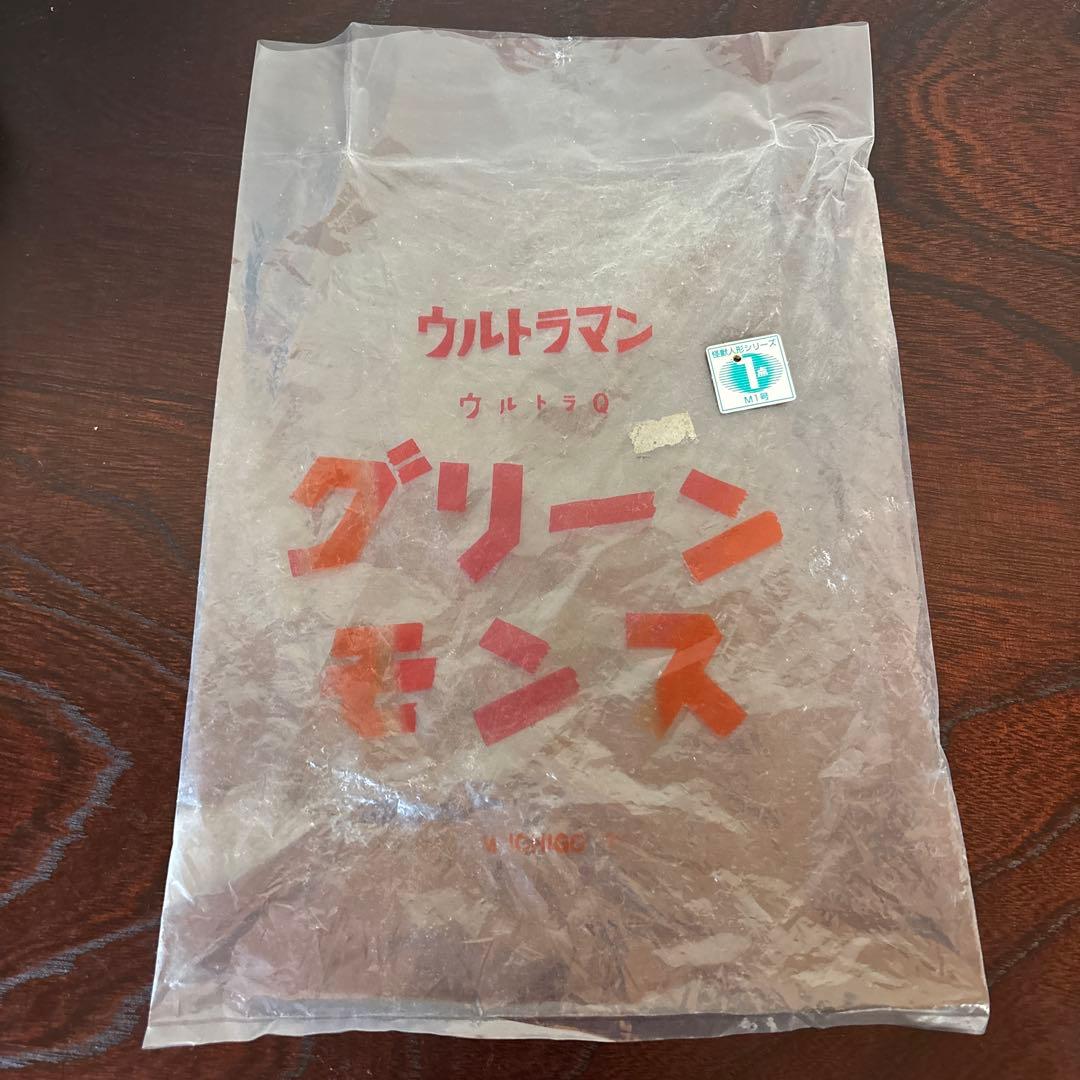 ウルトラマン
ウルトラQ
怪獣人形シリーズ
1点
M1号
グリーン
モンス